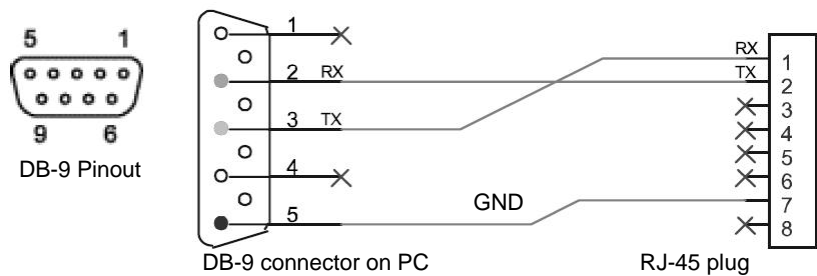 5 1
9 6
DB-9 Pinout
1
2 RX
3 TX
4
5
GND
DB-9 connector on PC
RX 1
TX 2
3
4
5
6
7
8
RJ-45 plug